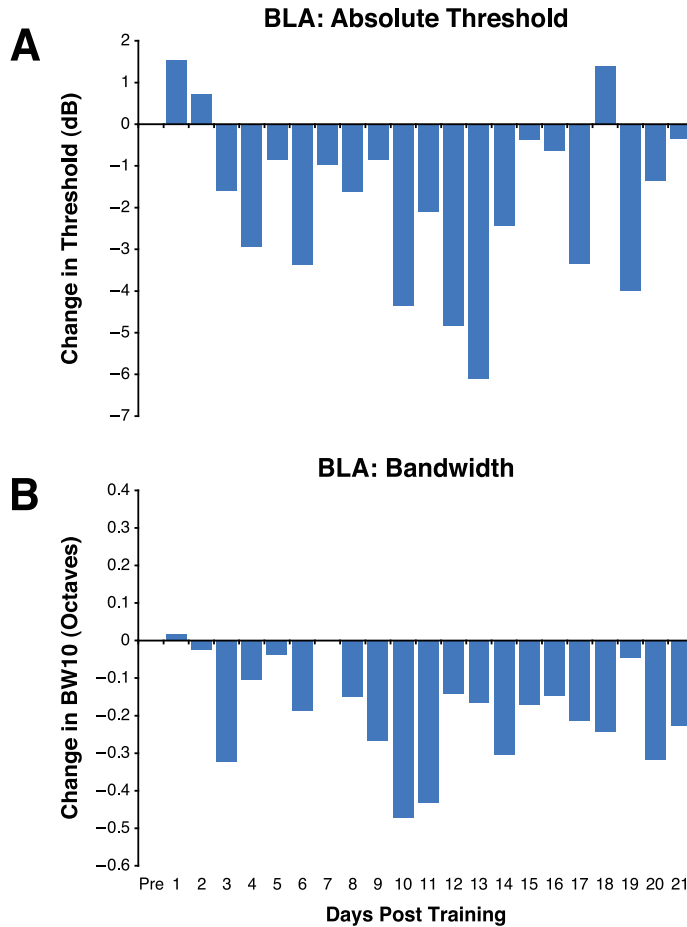 BLA: Absolute Threshold
A
Change in Threshold (dB)
2
1
0
−1
−2
−3
−4
−5
−6
−7
BLA: Bandwidth
B
Change in BW10 (Octaves)
0.4
0.3
0.2
0.1
0
−0.1
−0.2
−0.3
−0.4
−0.5
−0.6
Pre 1 2 3 4 5 6 7 8 9 10 11 12 13 14 15 16 17 18 19 20 21
Days Post Training